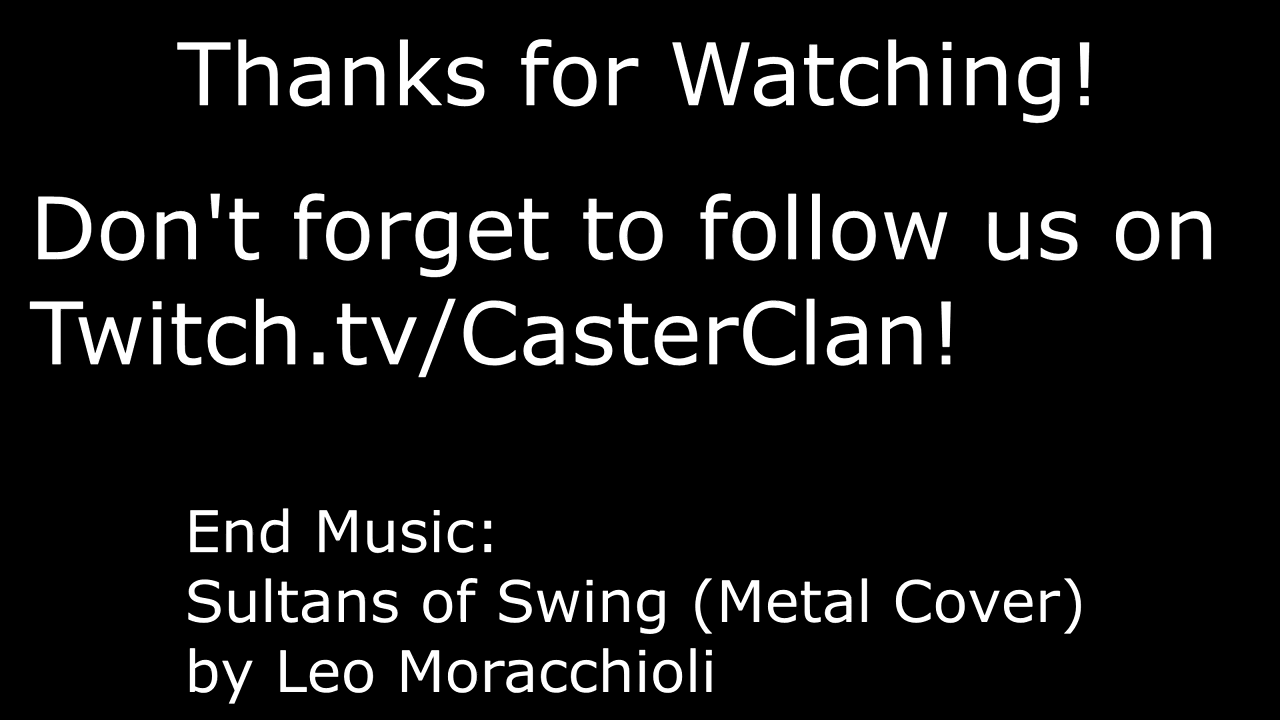 Thanks for Watching!
Don't forget to follow us on
Twitch.tv/CasterClan!
End Music:
Sultans of Swing (Metal Cover)
by Leo Moracchioli